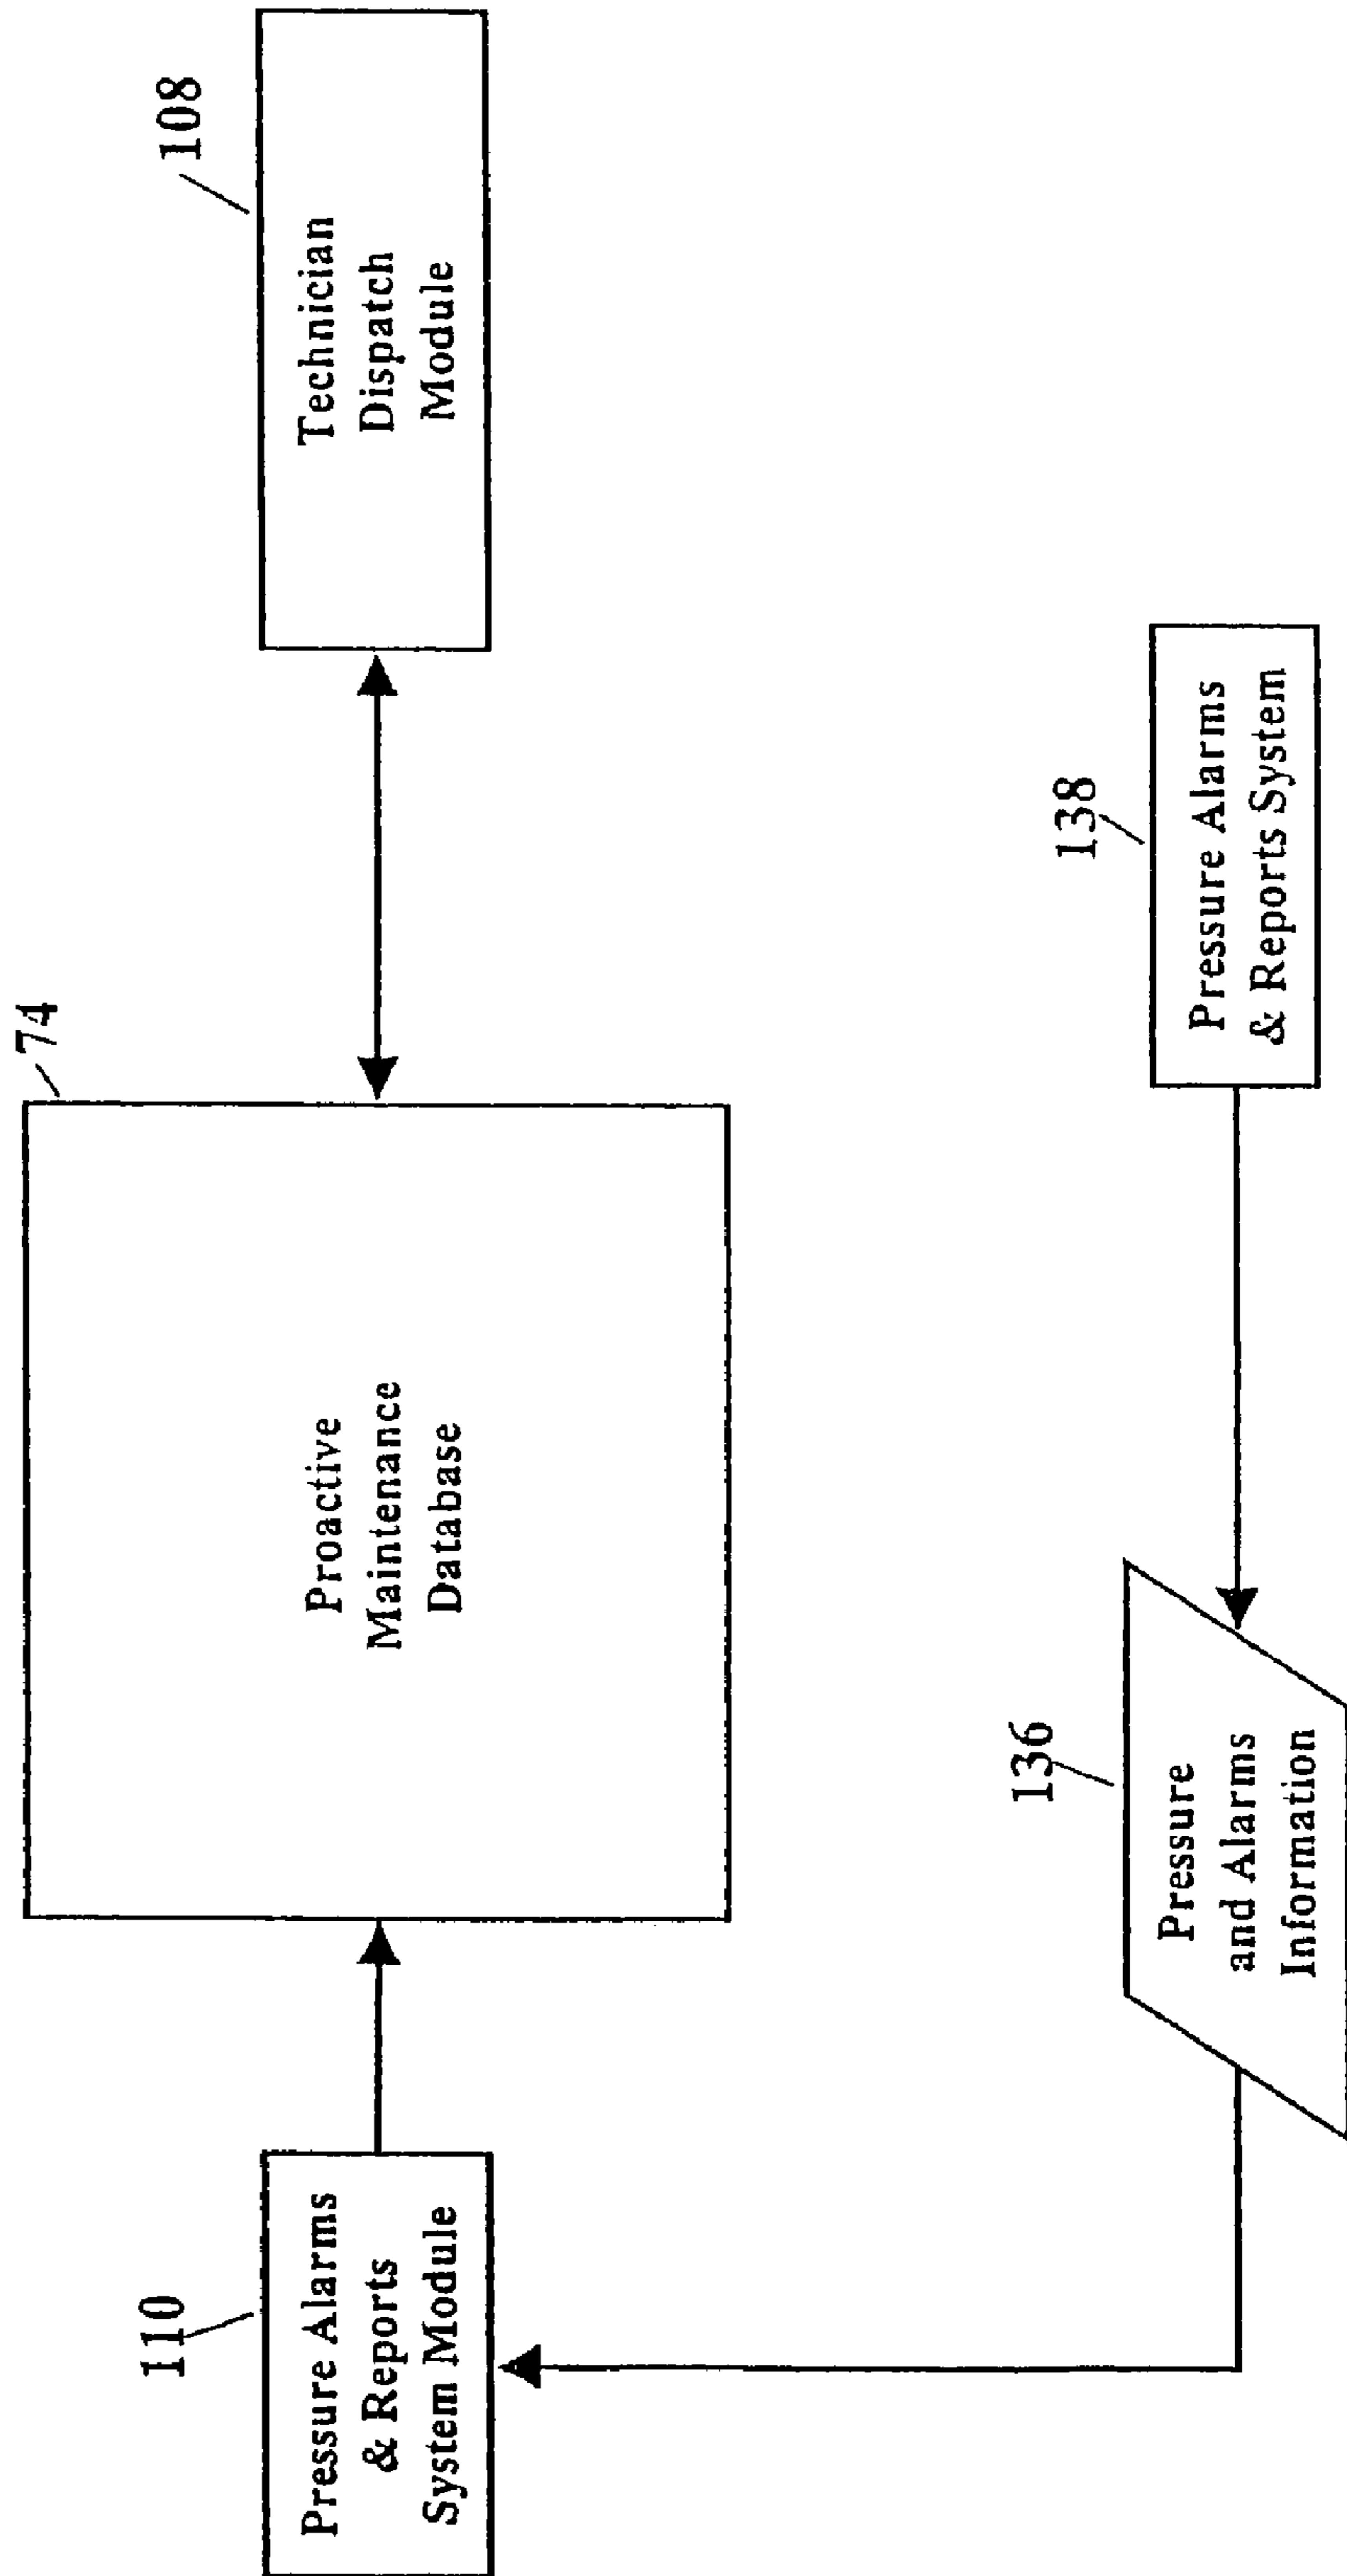 110
Pressure Alarms
& Reports
System Module
74
Proactive
Maintenance
Database
108
Technician
Dispatch
Module
136
Pressure
and Alarms
Information
138
Pressure Alarms
& Reports System